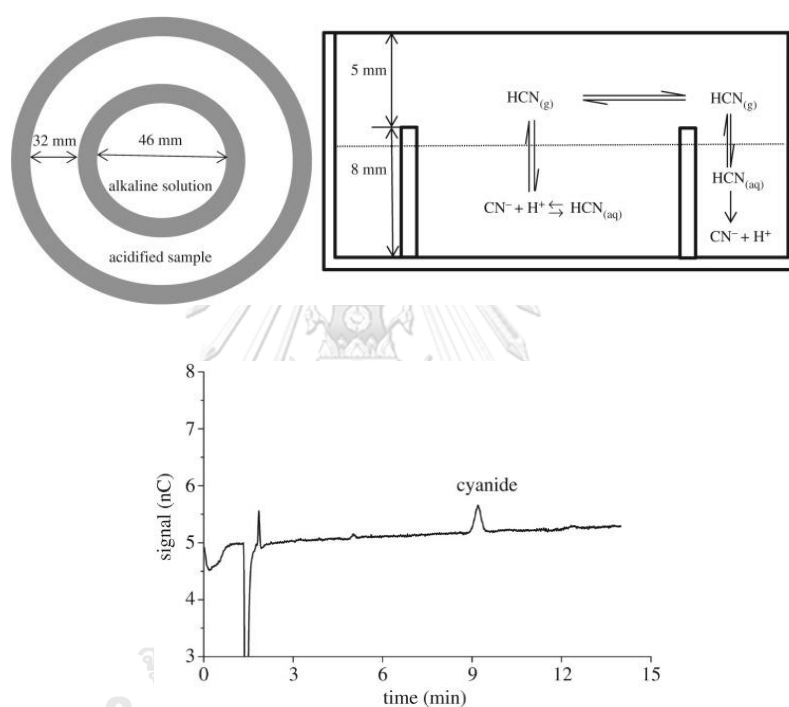 32 mm
46 mm
alkaline solution
acidified sample
5 mm
8 mm
HCN(g)
HCN(g)
HCN(aq)
CN⁻ + H⁺ ⇆ HCN(aq)
CN⁻ + H⁺
8
7
6
5
4
3
signal (nC)
cyanide
0
3
6
9
12
15
time (min)